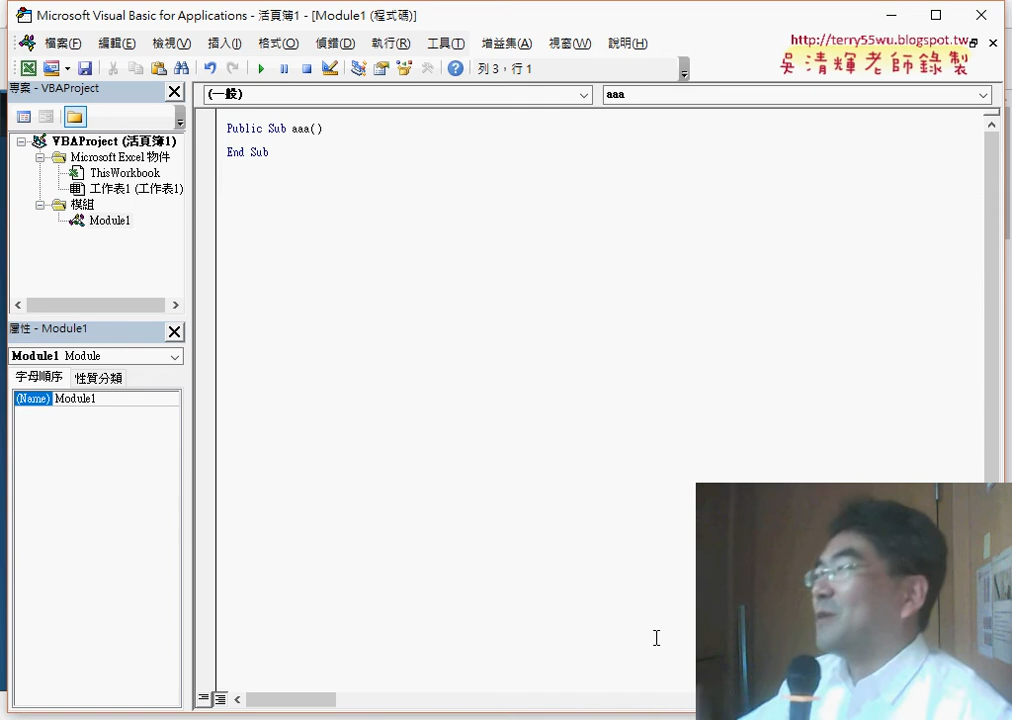 Microsoft Visual Basic for Applications - 活頁簿1 - [Module1 (程式碼)]
檔案(F) 編輯(E) 檢視(V) 插入(I) 格式(O) 偵錯(D) 執行(R) 工具(T) 增益集(A) 視窗(W) 說明(H)
http://terry55wu.blogspot.tw
吳清輝老師錄製
列 3，行 1
專案 - VBAProject
(一般)
aaa
VBAProject (活頁簿1)
Microsoft Excel 物件
ThisWorkbook
工作表1 (工作表1)
模組
Module1
Public Sub aaa()
End Sub
屬性 - Module1
Module1 Module
字母順序 性質分類
(Name) Module1